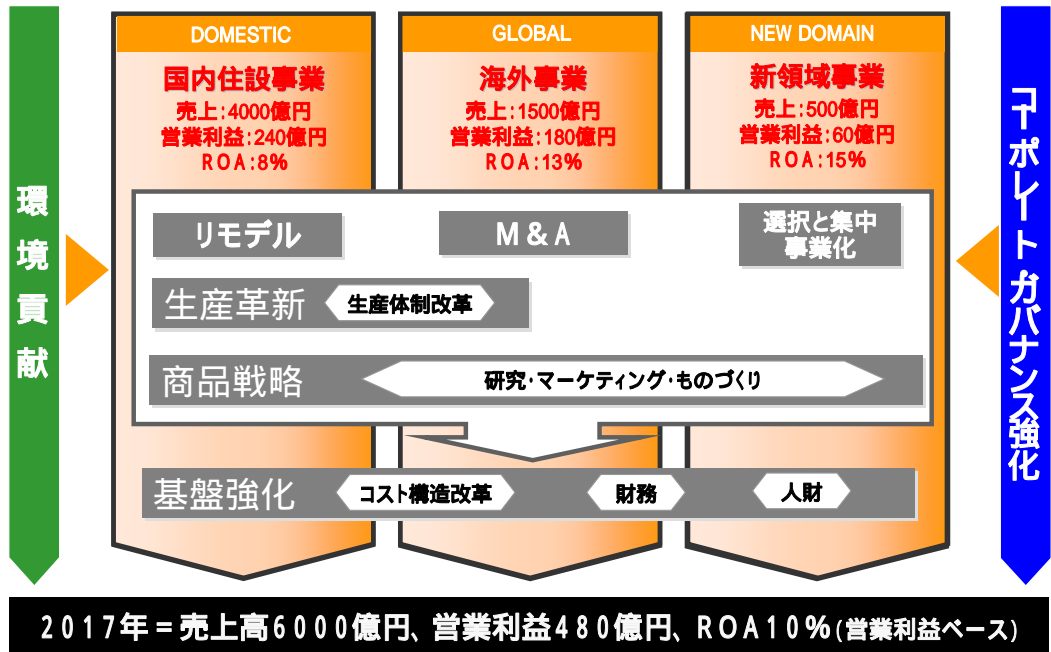 DOMESTIC
国内住設事業
売上:4000億円
営業利益:240億円
ROA:8%
GLOBAL
海外事業
売上:1500億円
営業利益:180億円
ROA:13%
NEW DOMAIN
新領域事業
売上:500億円
営業利益:60億円
ROA:15%
環境貢献
コーポレートガバナンス強化
リモデル
M&A
選択と集中
事業化
生産革新 生産体制改革
商品戦略 研究・マーケティング・ものづくり
基盤強化 コスト構造改革 財務 人財
2017年=売上高6000億円、営業利益480億円、ROA10%(営業利益ベース)